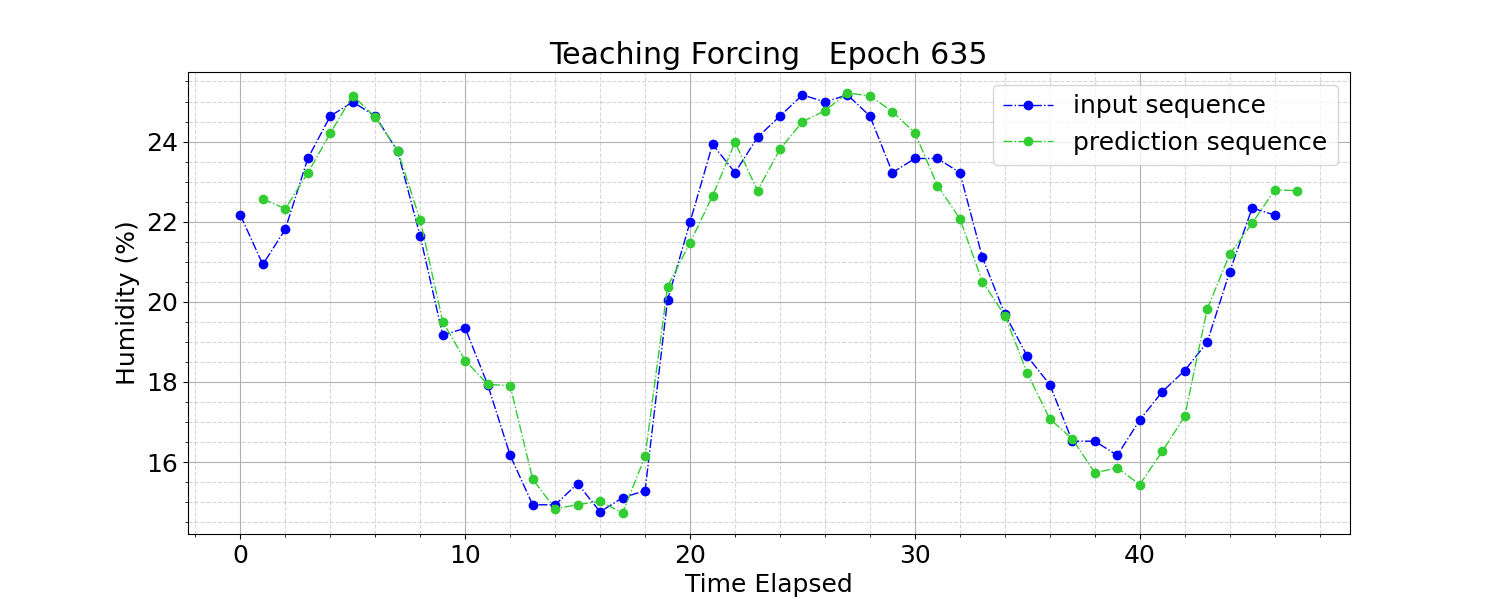 Teaching Forcing   Epoch 635
input sequence
prediction sequence
Humidity (%)
24
22
20
18
16
0 10 20 30 40
Time Elapsed